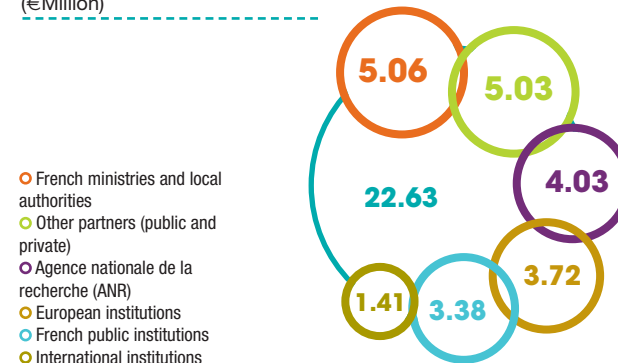 (€Million)
5.06
5.03
4.03
22.63
3.72
3.38
1.41
French ministries and local
authorities
Other partners (public and
private)
Agence nationale de la
recherche (ANR)
European institutions
French public institutions
International institutions